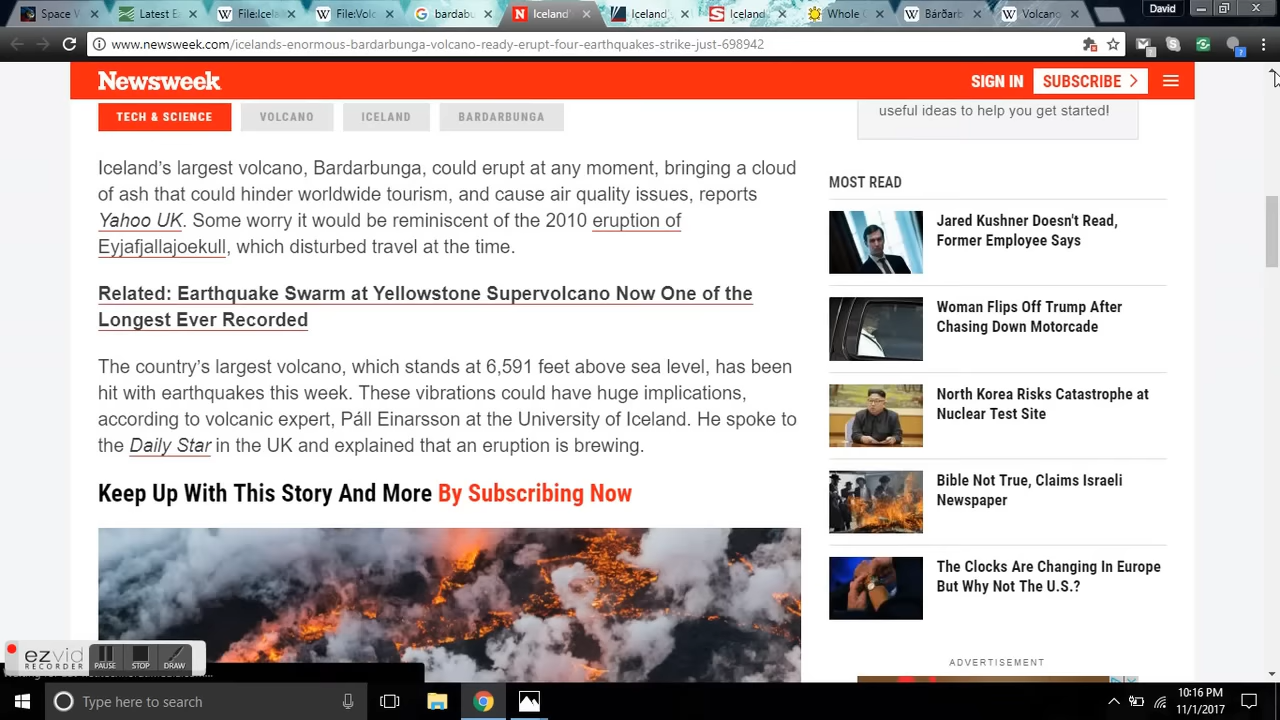 Space W
Latest E
File:Icel
File:Volc
bardab
Iceland
Iceland
Iceland
Whole
Bárðarb
Volcano
David
www.newsweek.com/icelands-enormous-bardarbunga-volcano-ready-erupt-four-earthquakes-strike-just-698942
Newsweek
SIGN IN
SUBSCRIBE
TECH & SCIENCE
VOLCANO
ICELAND
BARDARBUNGA
useful ideas to help you get started!
Iceland's largest volcano, Bardarbunga, could erupt at any moment, bringing a cloud
of ash that could hinder worldwide tourism, and cause air quality issues, reports
Yahoo UK. Some worry it would be reminiscent of the 2010 eruption of
Eyjafjallajoekull, which disturbed travel at the time.
Related: Earthquake Swarm at Yellowstone Supervolcano Now One of the
Longest Ever Recorded
The country's largest volcano, which stands at 6,591 feet above sea level, has been
hit with earthquakes this week. These vibrations could have huge implications,
according to volcanic expert, Páll Einarsson at the University of Iceland. He spoke to
the Daily Star in the UK and explained that an eruption is brewing.
Keep Up With This Story And More By Subscribing Now
MOST READ
Jared Kushner Doesn't Read,
Former Employee Says
Woman Flips Off Trump After
Chasing Down Motorcade
North Korea Risks Catastrophe at
Nuclear Test Site
Bible Not True, Claims Israeli
Newspaper
The Clocks Are Changing In Europe
But Why Not The U.S.?
ADVERTISEMENT
ezvid
RECORDER
PAUSE
STOP
DRAW
Type here to search
10:16 PM
11/1/2017